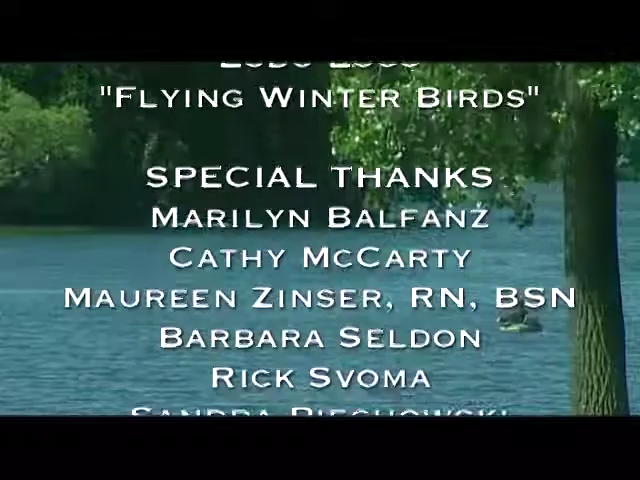 "FLYING WINTER BIRDS"
SPECIAL THANKS
MARILYN BALFANZ
CATHY MCCARTY
MAUREEN ZINSER, RN, BSN
BARBARA SELDON
RICK SVOMA